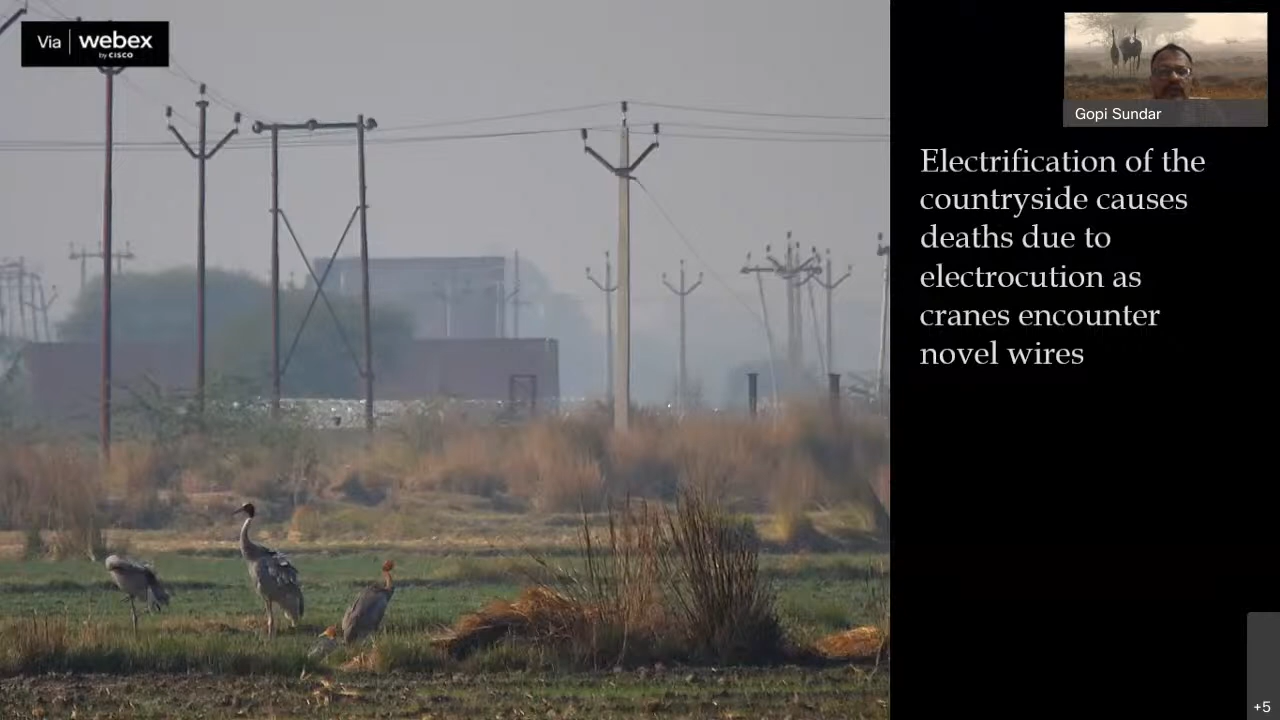 Via webex
by CISCO
Gopi Sundar
Electrification of the
countryside causes
deaths due to
electrocution as
cranes encounter
novel wires
+5